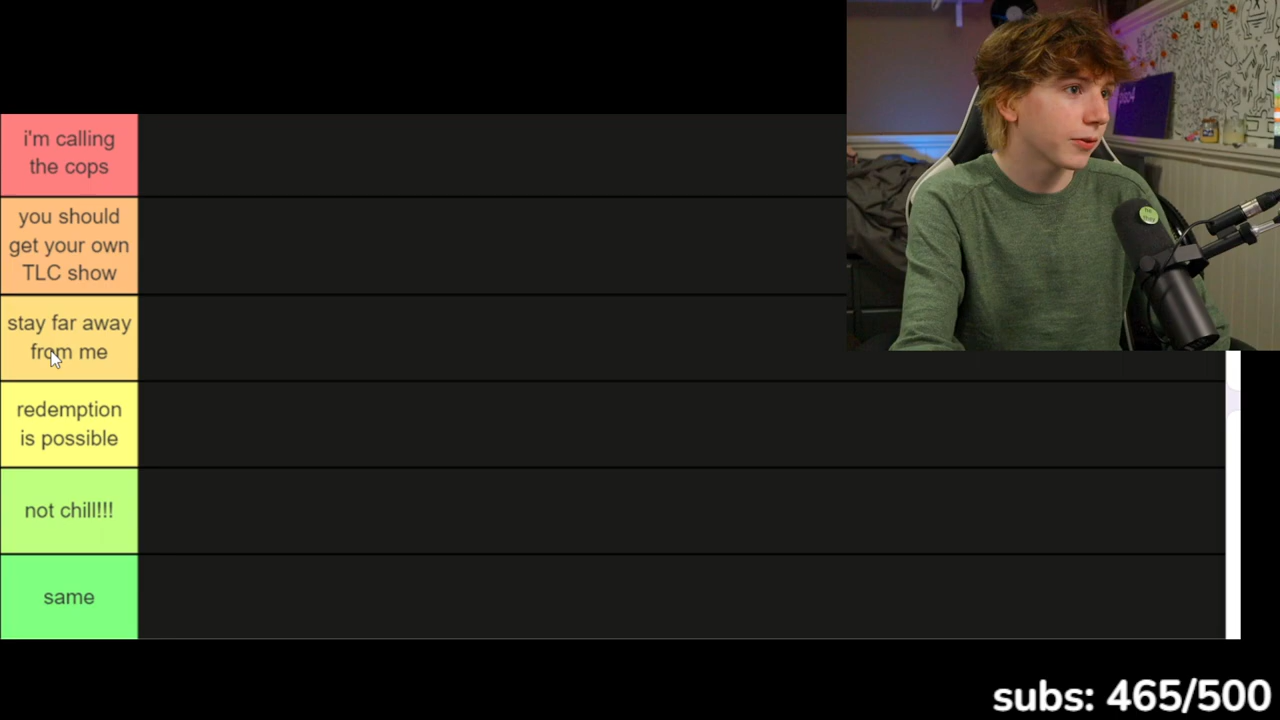 i'm calling
the cops
you should
get your own
TLC show
stay far away
from me
redemption
is possible
not chill!!!
same
subs: 465/500